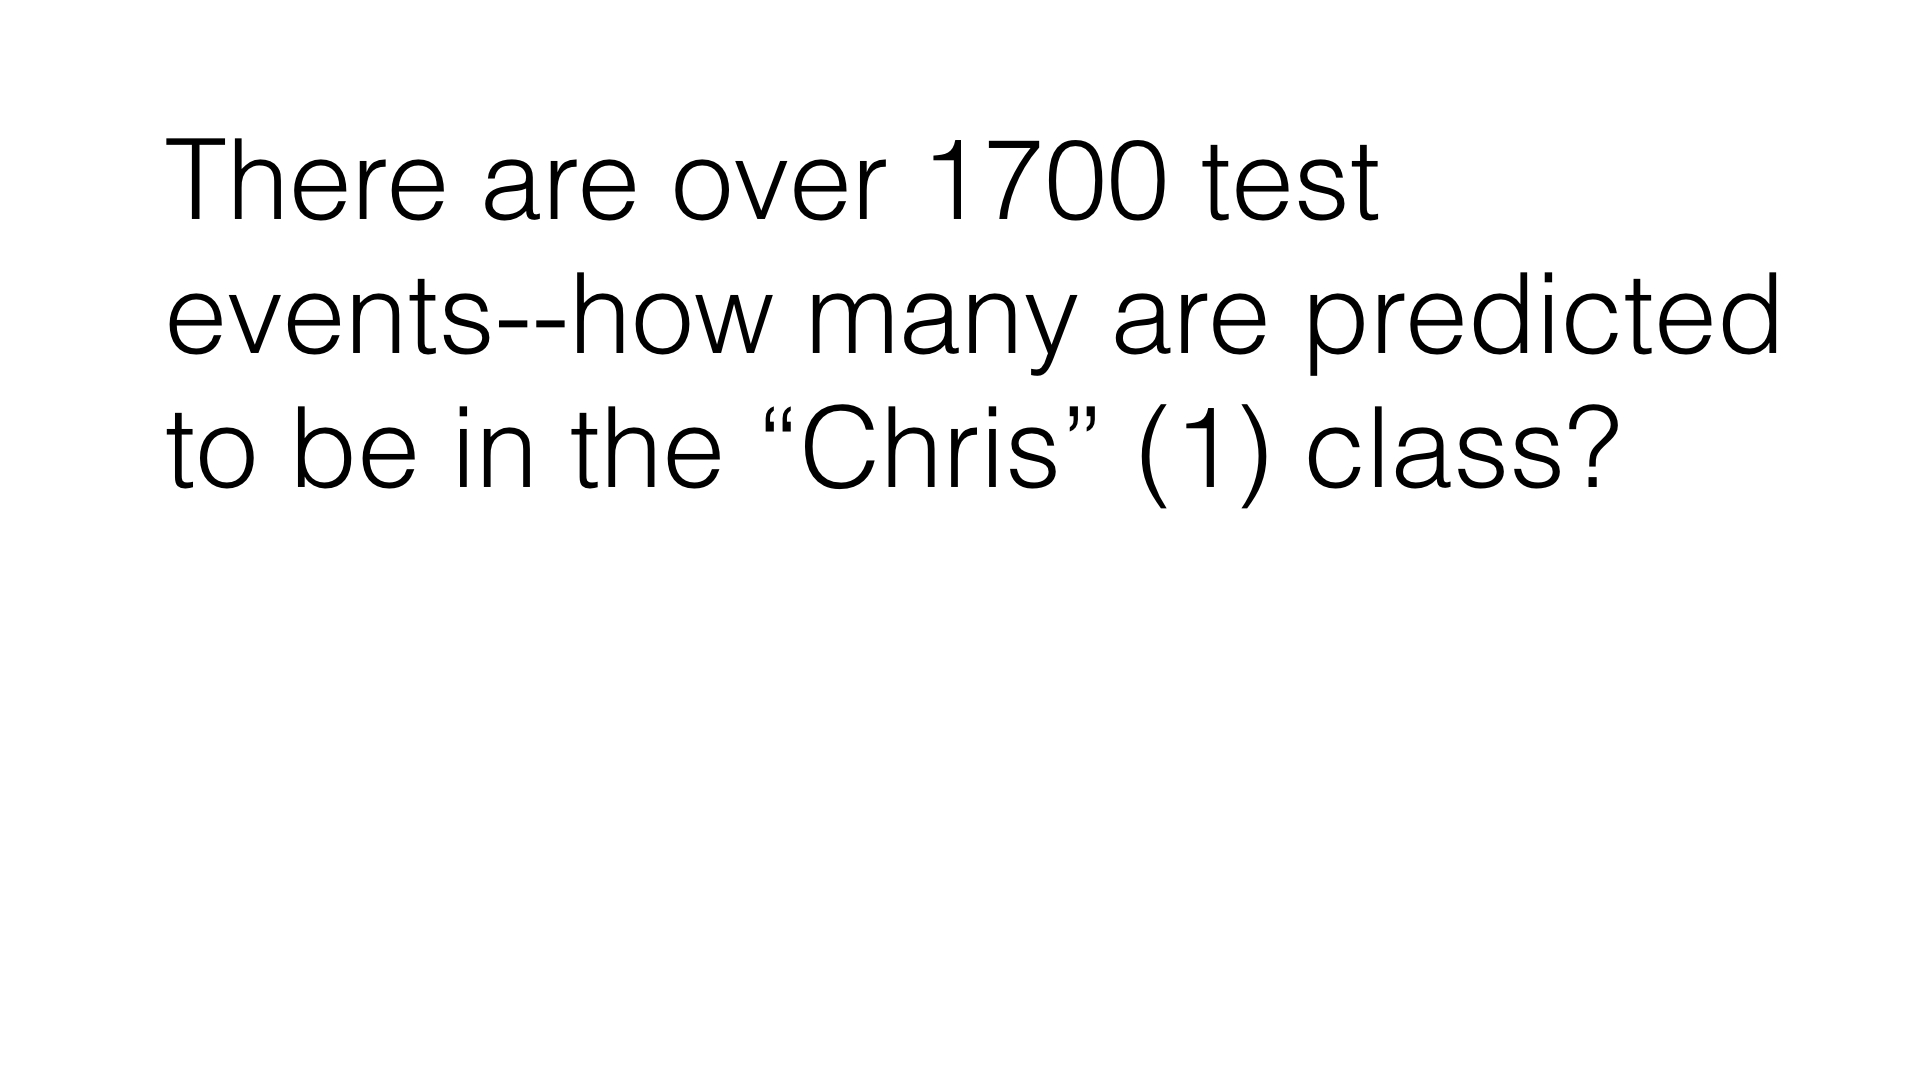 There are over 1700 test
events--how many are predicted
to be in the “Chris” (1) class?